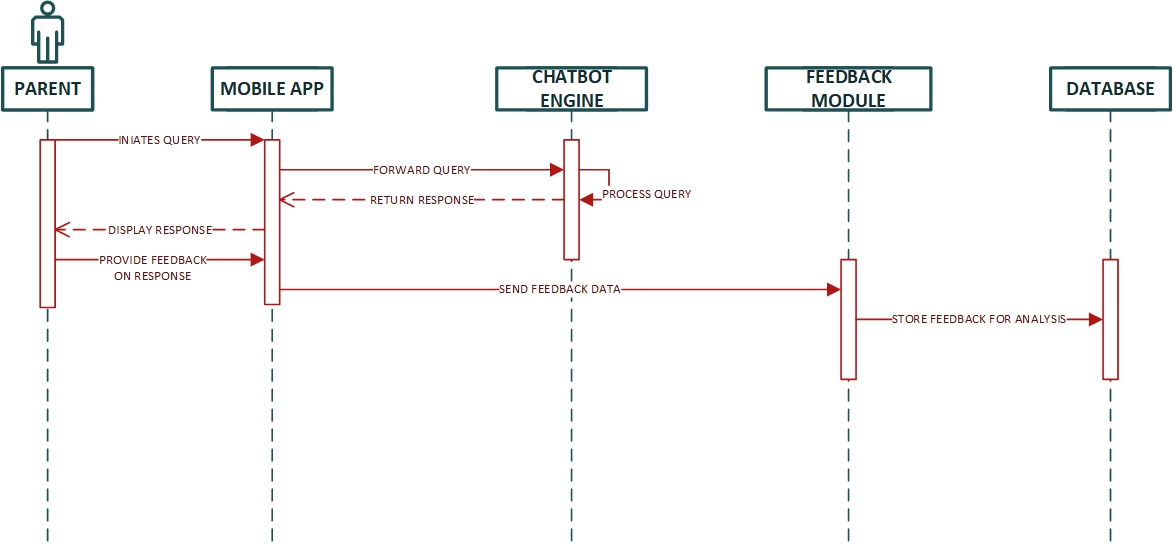 PARENT
MOBILE APP
CHATBOT
ENGINE
FEEDBACK
MODULE
DATABASE
INIATES QUERY
FORWARD QUERY
PROCESS QUERY
RETURN RESPONSE
DISPLAY RESPONSE
PROVIDE FEEDBACK
ON RESPONSE
SEND FEEDBACK DATA
STORE FEEDBACK FOR ANALYSIS